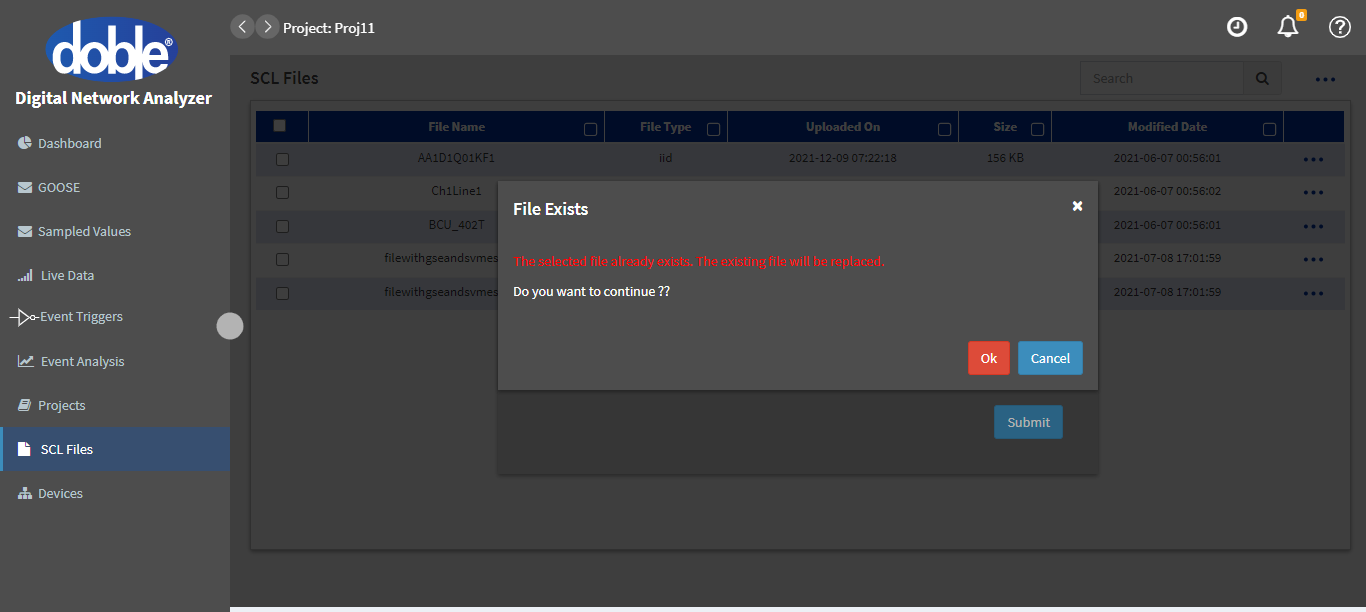 doble®
Digital Network Analyzer
Dashboard
GOOSE
Sampled Values
Live Data
Event Triggers
Event Analysis
Projects
SCL Files
Devices
Project: Proj11
0
SCL Files
Search
File Name File Type Uploaded On Size Modified Date
AA1D1Q01KF1 iid 2021-12-09 07:22:18 156 KB 2021-06-07 00:56:01
Ch1Line1 2021-06-07 00:56:02
BCU_402T 2021-06-07 00:56:01
filewithgseandsvmes 2021-07-08 17:01:59
filewithgseandsvmes 2021-07-08 17:01:59
File Exists
The selected file already exists. The existing file will be replaced.
Do you want to continue ??
Ok Cancel
Submit